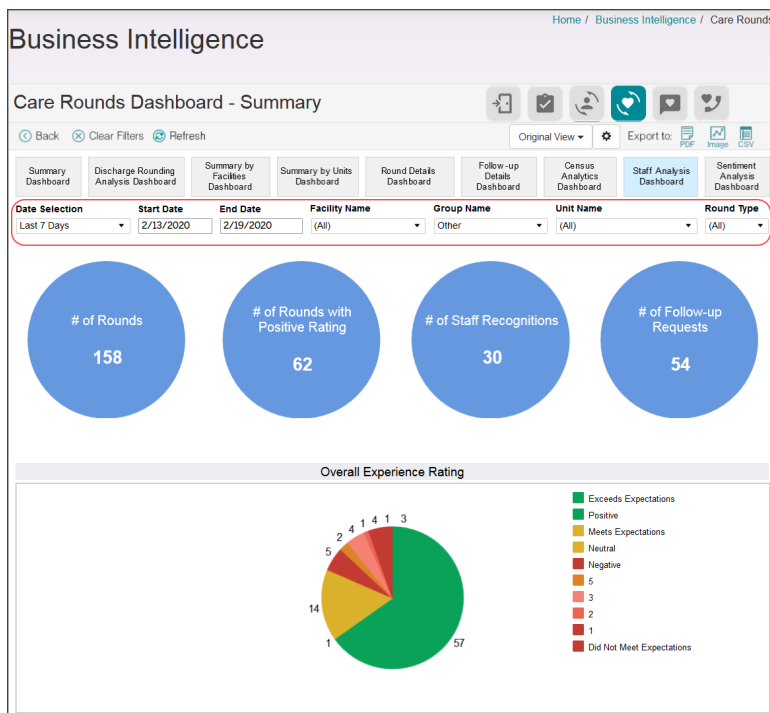 Home / Business Intelligence / Care Rounds
Business Intelligence
Care Rounds Dashboard - Summary
Back Clear Filters Refresh
Original View Export to: PDF Image CSV
Summary Dashboard
Discharge Rounding Analysis Dashboard
Summary by Facilities Dashboard
Summary by Units Dashboard
Round Details Dashboard
Follow-up Details Dashboard
Census Analytics Dashboard
Staff Analysis Dashboard
Sentiment Analysis Dashboard
Date Selection Start Date End Date Facility Name Group Name Unit Name Round Type
Last 7 Days 2/13/2020 2/19/2020 (All) Other (All) (All)
# of Rounds
158
# of Rounds with
Positive Rating
62
# of Staff Recognitions
30
# of Follow-up
Requests
54
Overall Experience Rating
3
1
4
1
4
2
5
14
1
57
Exceeds Expectations
Positive
Meets Expectations
Neutral
Negative
5
3
2
1
Did Not Meet Expectations